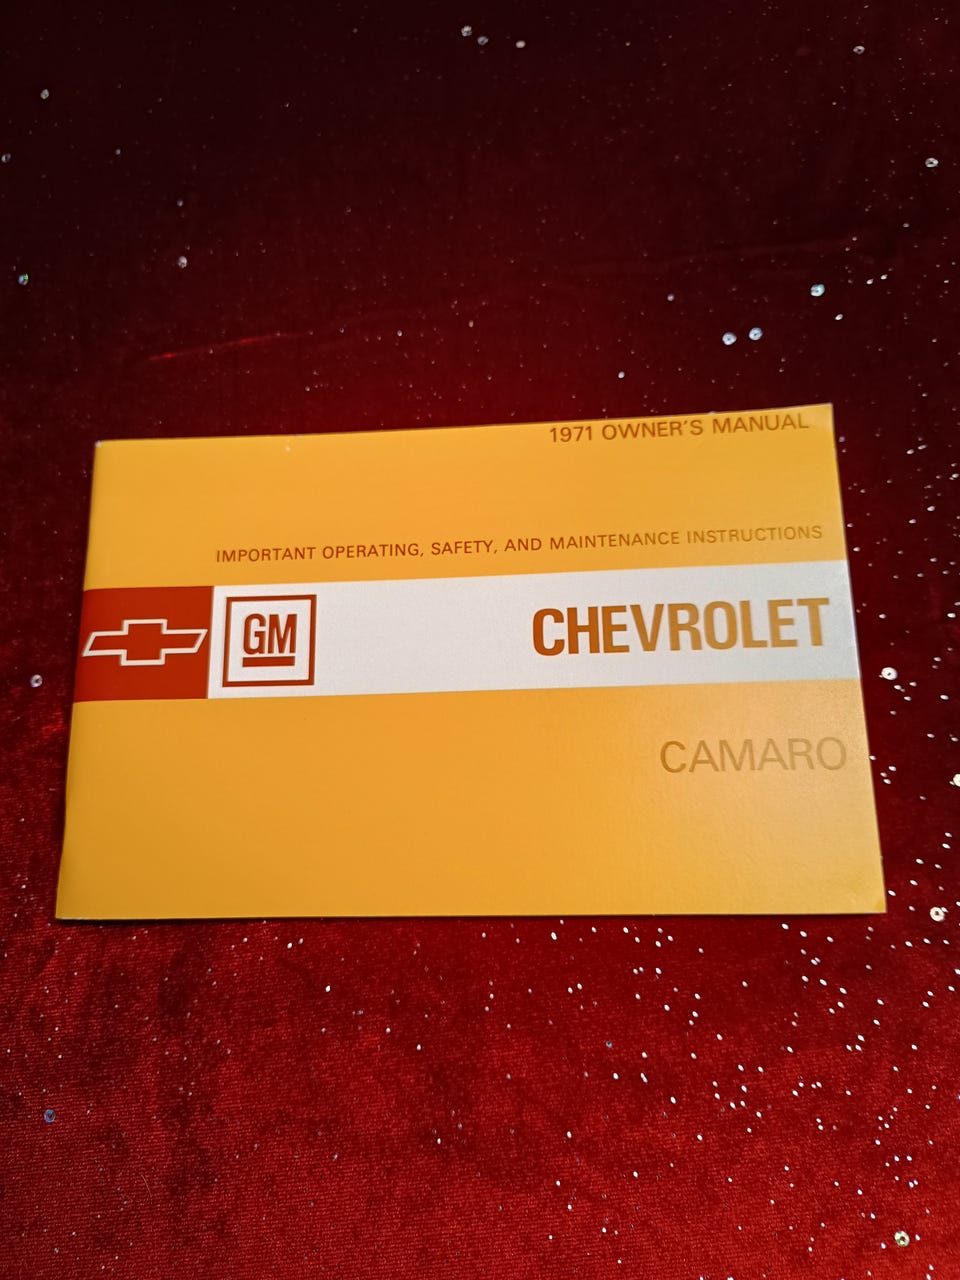 1971 OWNER'S MANUAL
IMPORTANT OPERATING, SAFETY, AND MAINTENANCE INSTRUCTIONS
GM
CHEVROLET
CAMARO